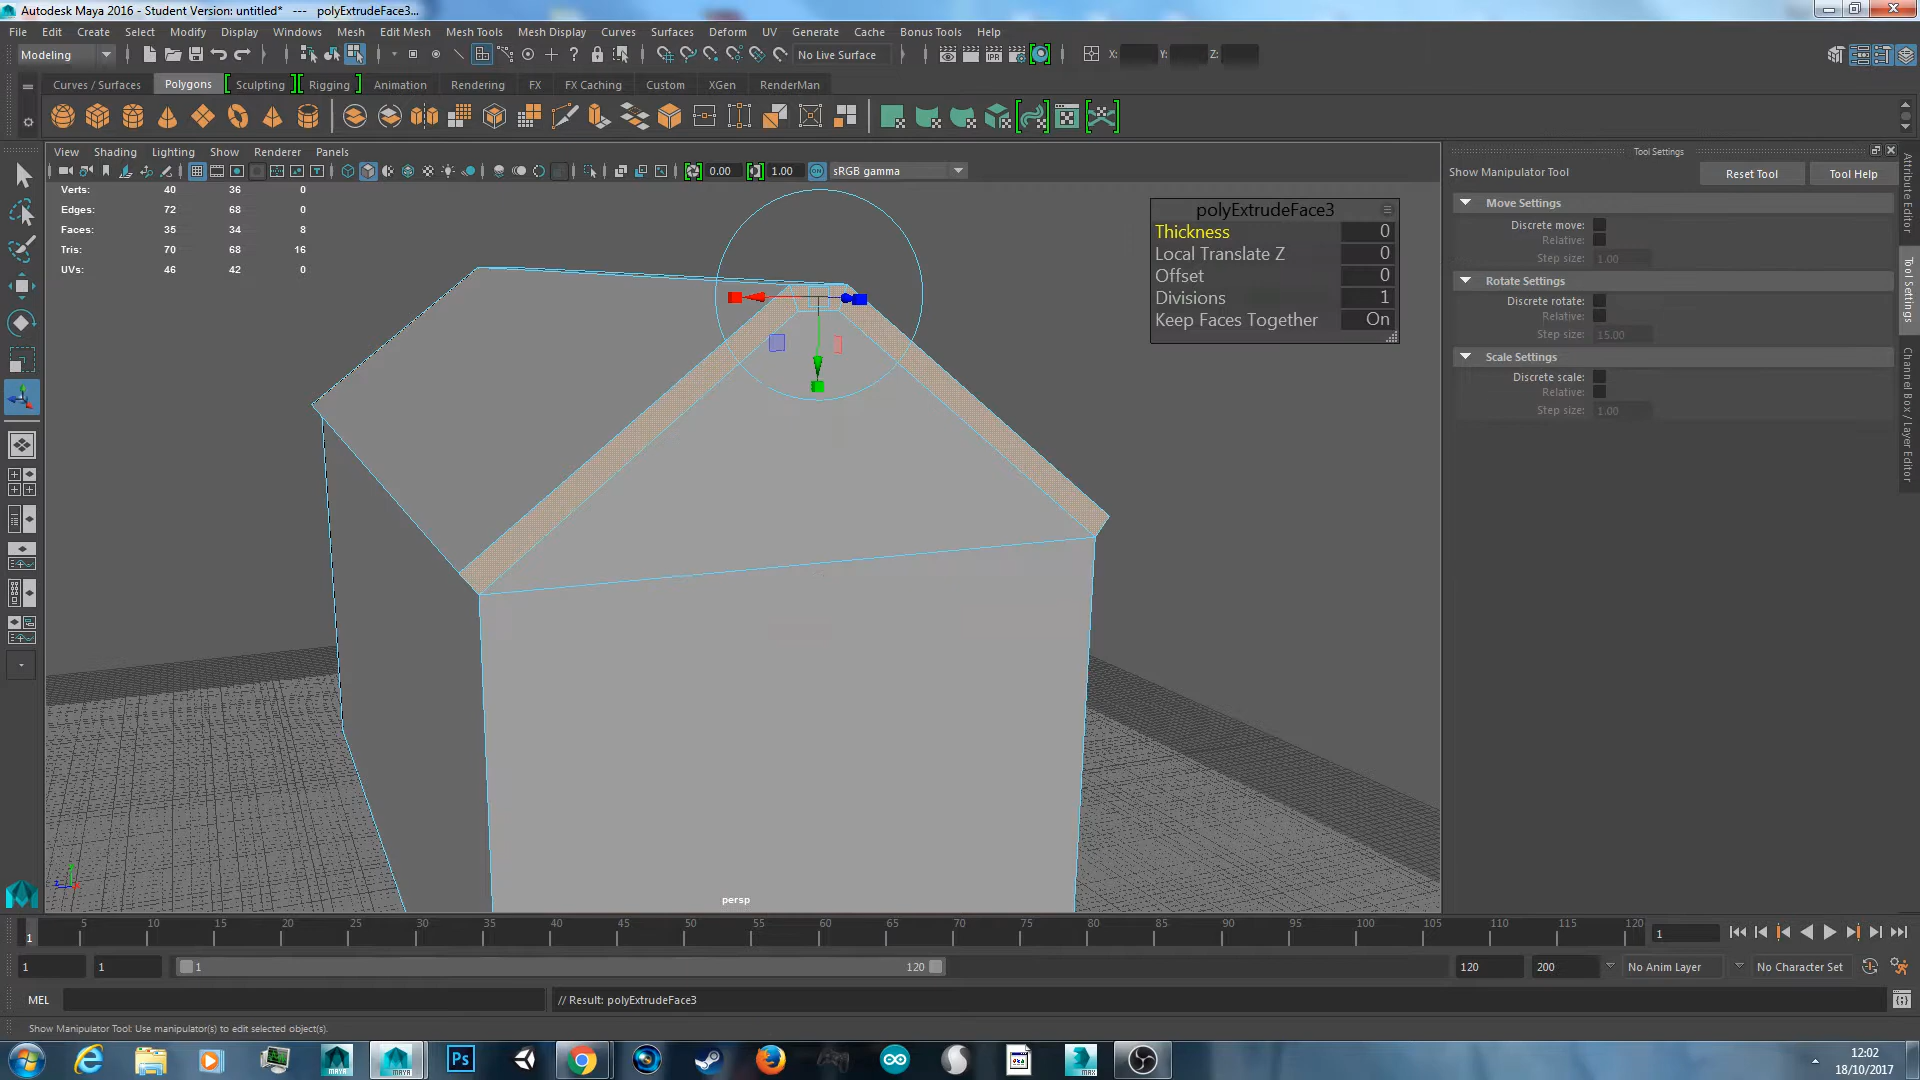 Autodesk Maya 2016 - Student Version: untitled* --- polyExtrudeFace3...
File Edit Create Select Modify Display Windows Mesh Edit Mesh Mesh Tools Mesh Display Curves Surfaces Deform UV Generate Cache Bonus Tools Help
Modeling No Live Surface X: Y: Z:
Curves / Surfaces Polygons Sculpting Rigging Animation Rendering FX FX Caching Custom XGen RenderMan
View Shading Lighting Show Renderer Panels
0.00 1.00 sRGB gamma
Verts: 40 36 0
Edges: 72 68 0
Faces: 35 34 8
Tris: 70 68 16
UVs: 46 42 0
polyExtrudeFace3
Thickness 0
Local Translate Z 0
Offset 0
Divisions 1
Keep Faces Together On
persp
Tool Settings
Show Manipulator Tool Reset Tool Tool Help
Move Settings
Discrete move:
Relative:
Step size: 1.00
Rotate Settings
Discrete rotate:
Relative:
Step size: 15.00
Scale Settings
Discrete scale:
Relative:
Step size: 1.00
Attribute Editor
Tool Settings
Channel Box / Layer Editor
1 5 10 15 20 25 30 35 40 45 50 55 60 65 70 75 80 85 90 95 100 105 110 115 120 1
1 1 1 120 120 200 No Anim Layer No Character Set
MEL // Result: polyExtrudeFace3
Show Manipulator Tool: Use manipulator(s) to edit selected object(s).
12:02
18/10/2017